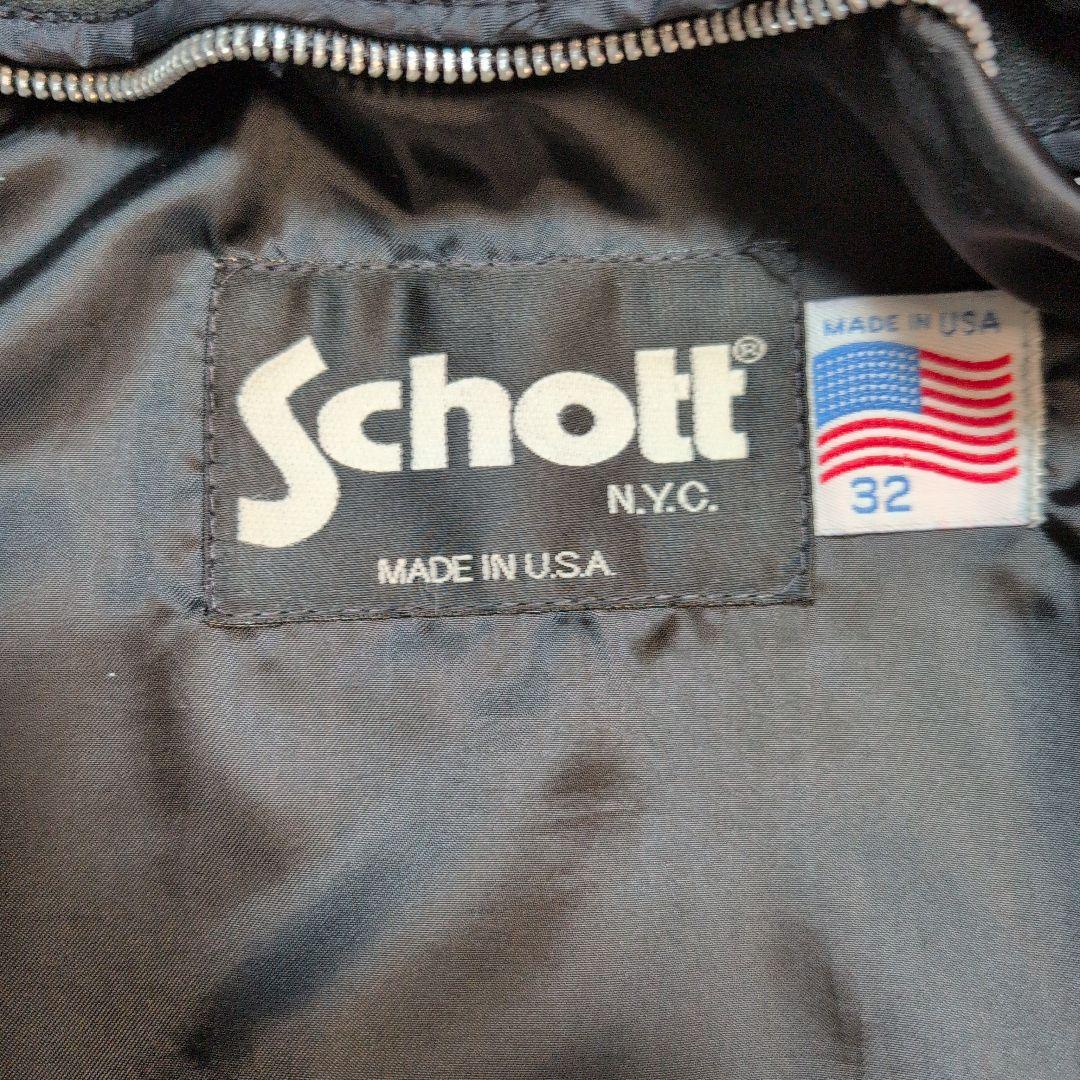 Schott®
N.Y.C.
MADE IN U.S.A.
MADE IN USA
32